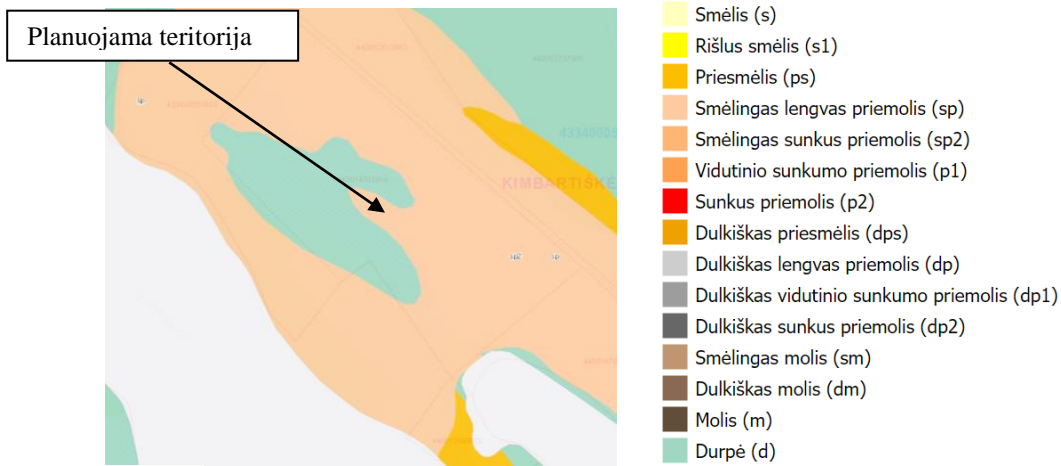 Planuojama teritorija
KIMBARTIŠKĖ
Smėlis (s)
Rišlus smėlis (s1)
Priesmėlis (ps)
Smėlingas lengvas priemolis (sp)
Smėlingas sunkus priemolis (sp2)
Vidutinio sunkumo priemolis (p1)
Sunkus priemolis (p2)
Dulkiškas priesmėlis (dps)
Dulkiškas lengvas priemolis (dp)
Dulkiškas vidutinio sunkumo priemolis (dp1)
Dulkiškas sunkus priemolis (dp2)
Smėlingas molis (sm)
Dulkiškas molis (dm)
Molis (m)
Durpė (d)